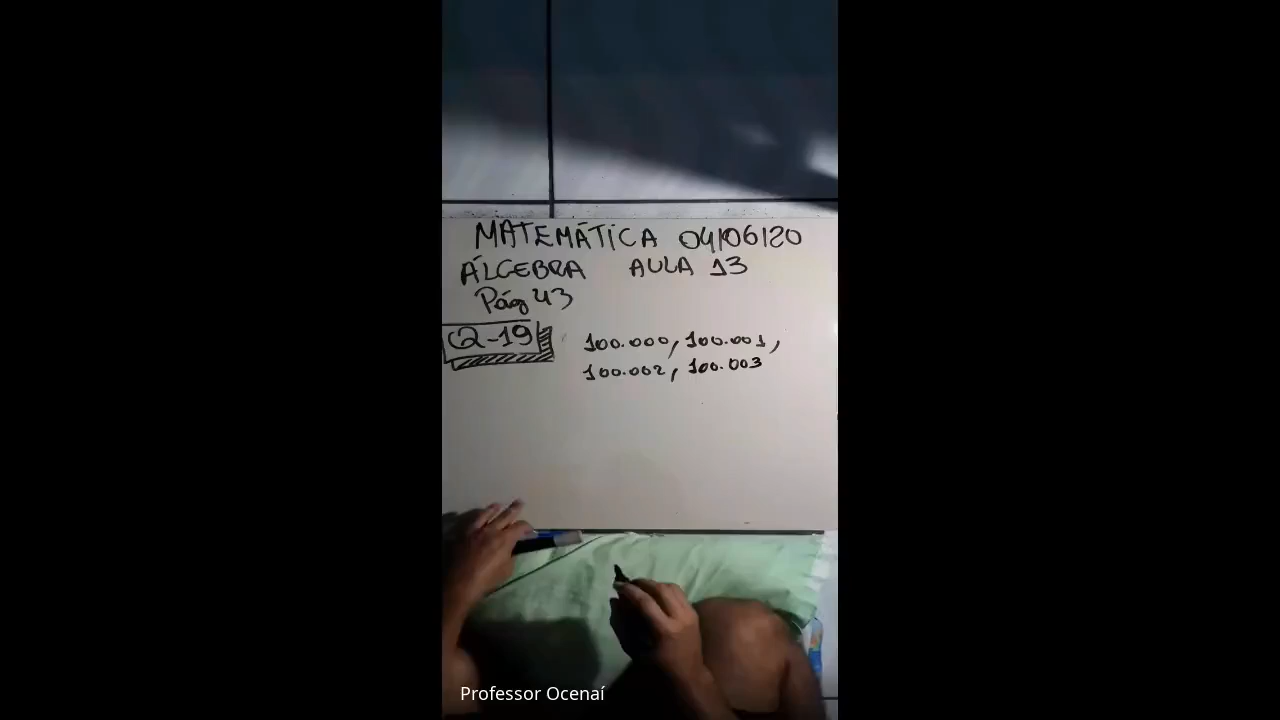 MATEMÁTICA 04/06/20
ÁLGEBRA AULA 13
Pág 43
Q-19
100.000, 100.001,
100.002, 100.003
Professor Ocenaí